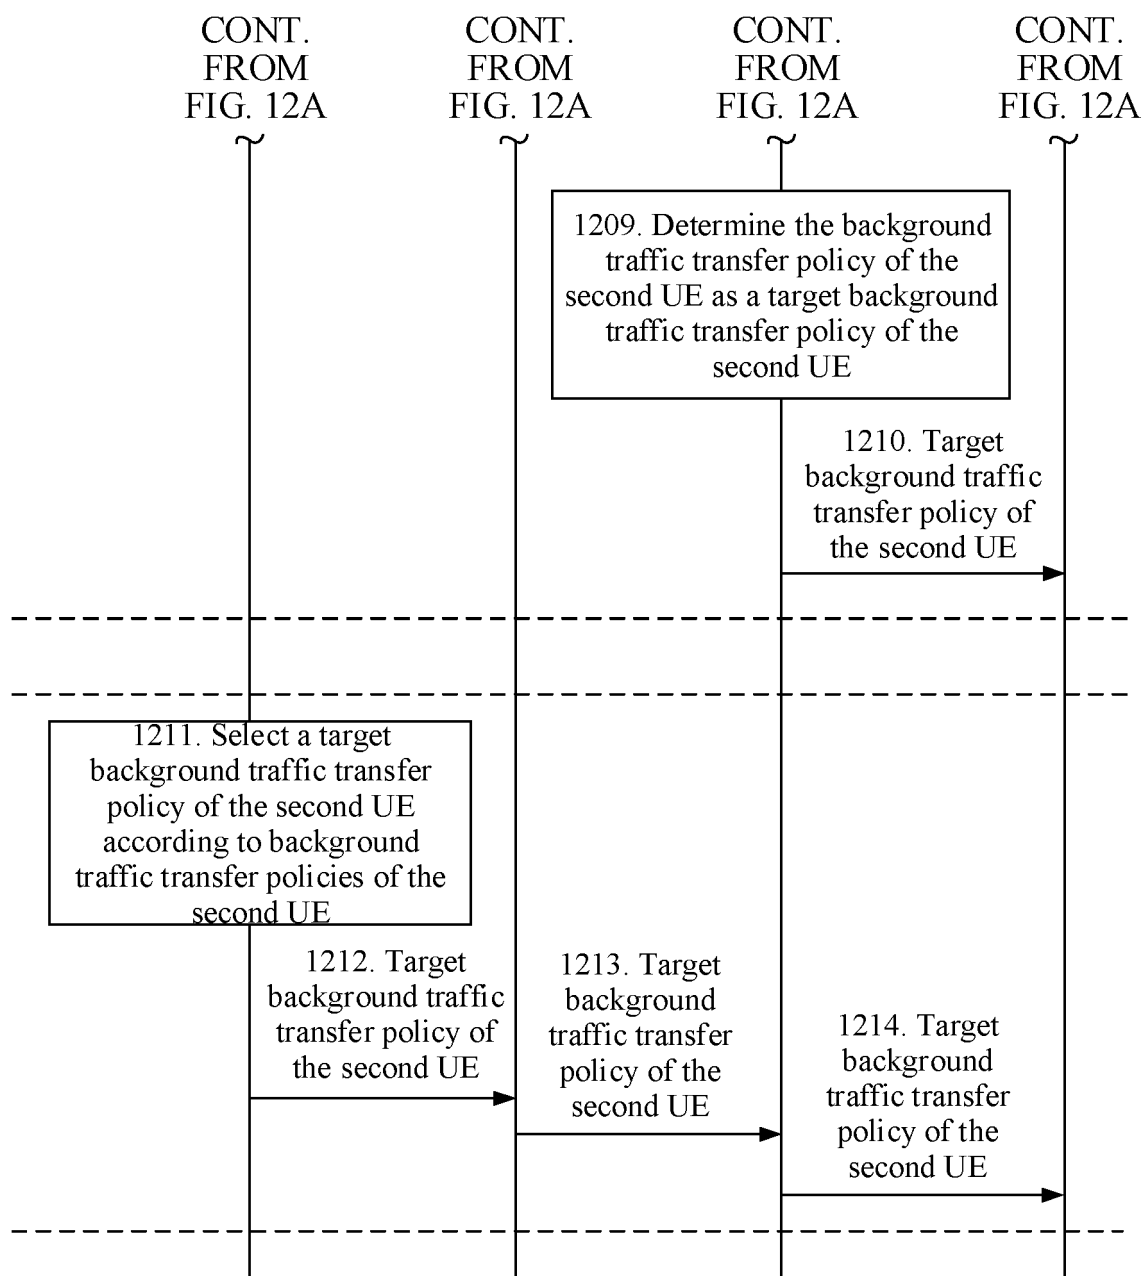 CONT.
FROM
FIG. 12A
CONT.
FROM
FIG. 12A
CONT.
FROM
FIG. 12A
CONT.
FROM
FIG. 12A
1209. Determine the background
traffic transfer policy of the
second UE as a target background
traffic transfer policy of the
second UE
1210. Target
background traffic
transfer policy of
the second UE
1211. Select a target
background traffic transfer
policy of the second UE
according to background
traffic transfer policies of the
second UE
1212. Target
background traffic
transfer policy of
the second UE
1213. Target
background
traffic transfer
policy of the
second UE
1214. Target
background
traffic transfer
policy of the
second UE